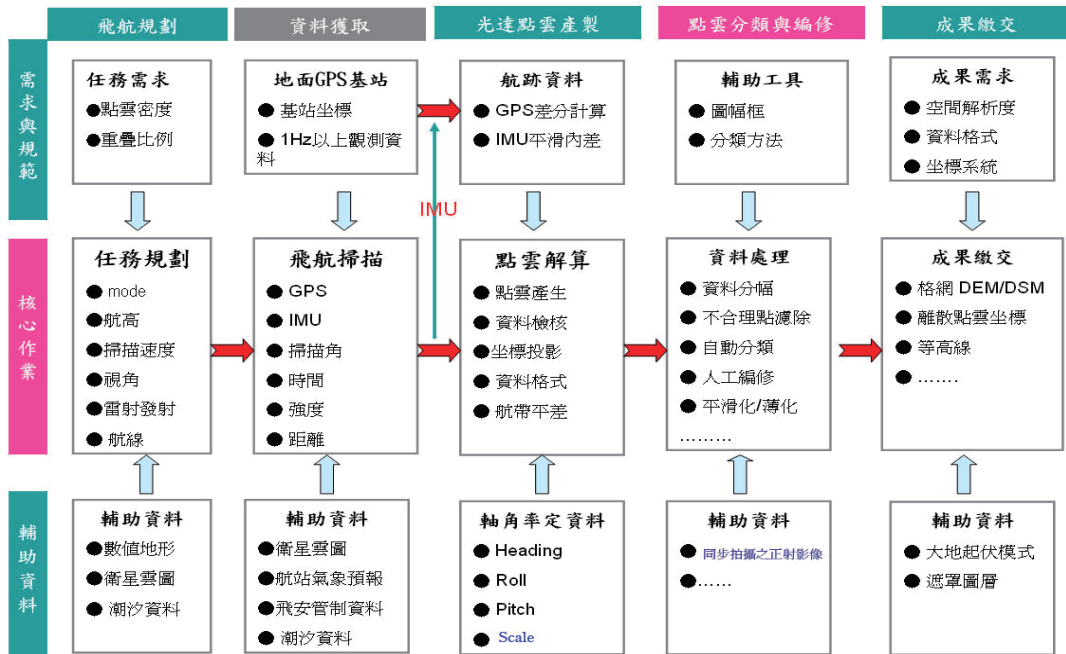 飛航規劃
資料獲取
光達點雲產製
點雲分類與編修
成果繳交
需求與規範
任務需求
●點雲密度
●重疊比例
地面GPS基站
● 基站坐標
● 1Hz以上觀測資
料
航跡資料
● GPS差分計算
● IMU平滑內差
輔助工具
● 圖幅框
● 分類方法
成果需求
● 空間解析度
● 資料格式
● 坐標系統
IMU
核心作業
任務規劃
● mode
● 航高
● 掃描速度
● 視角
● 雷射發射
● 航線
飛航掃描
● GPS
● IMU
● 掃描角
● 時間
● 強度
● 距離
點雲解算
● 點雲產生
● 資料檢核
●坐標投影
● 資料格式
● 航帶平差
資料處理
● 資料分幅
● 不合理點濾除
● 自動分類
● 人工編修
● 平滑化/薄化
………
成果繳交
● 格網 DEM/DSM
● 離散點雲坐標
● 等高線
● …….
輔助資料
輔助資料
●數值地形
●衛星雲圖
● 潮汐資料
輔助資料
●衛星雲圖
●航站氣象預報
●飛安管制資料
● 潮汐資料
軸角率定資料
● Heading
● Roll
● Pitch
● Scale
輔助資料
● 同步拍攝之正射影像
●……
輔助資料
● 大地起伏模式
● 遮罩圖層